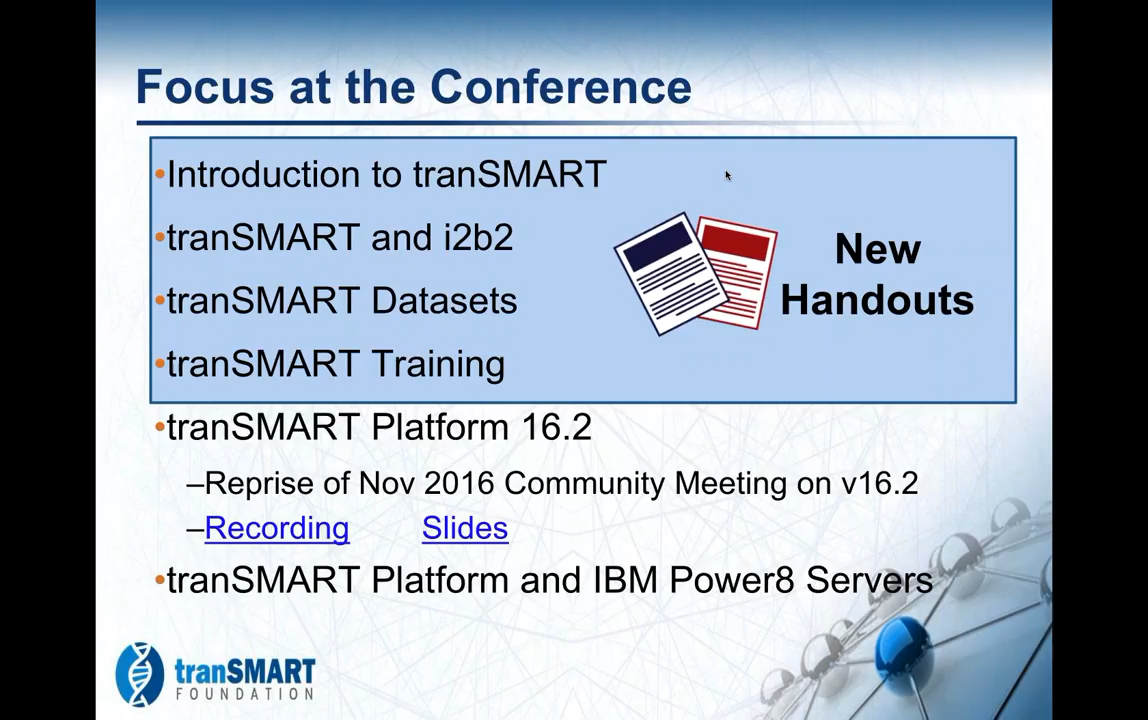 Focus at the Conference
•Introduction to tranSMART
•tranSMART and i2b2
•tranSMART Datasets
•tranSMART Training
New
Handouts
•tranSMART Platform 16.2
–Reprise of Nov 2016 Community Meeting on v16.2
–Recording Slides
•tranSMART Platform and IBM Power8 Servers
tranSMART
FOUNDATION